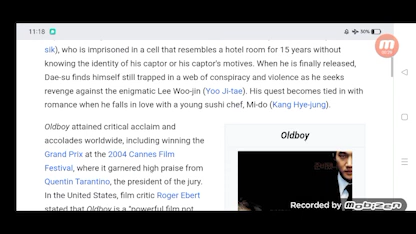 11:18
50%
sik), who is imprisoned in a cell that resembles a hotel room for 15 years without
knowing the identity of his captor or his captor's motives. When he is finally released,
Dae-su finds himself still trapped in a web of conspiracy and violence as he seeks
revenge against the enigmatic Lee Woo-jin (Yoo Ji-tae). His quest becomes tied in with
romance when he falls in love with a young sushi chef, Mi-do (Kang Hye-jung).
Oldboy attained critical acclaim and
accolades worldwide, including winning the
Grand Prix at the 2004 Cannes Film
Festival, where it garnered high praise from
Quentin Tarantino, the president of the jury.
In the United States, film critic Roger Ebert
stated that Oldboy is a "powerful film not
Oldboy
Recorded by mobizen